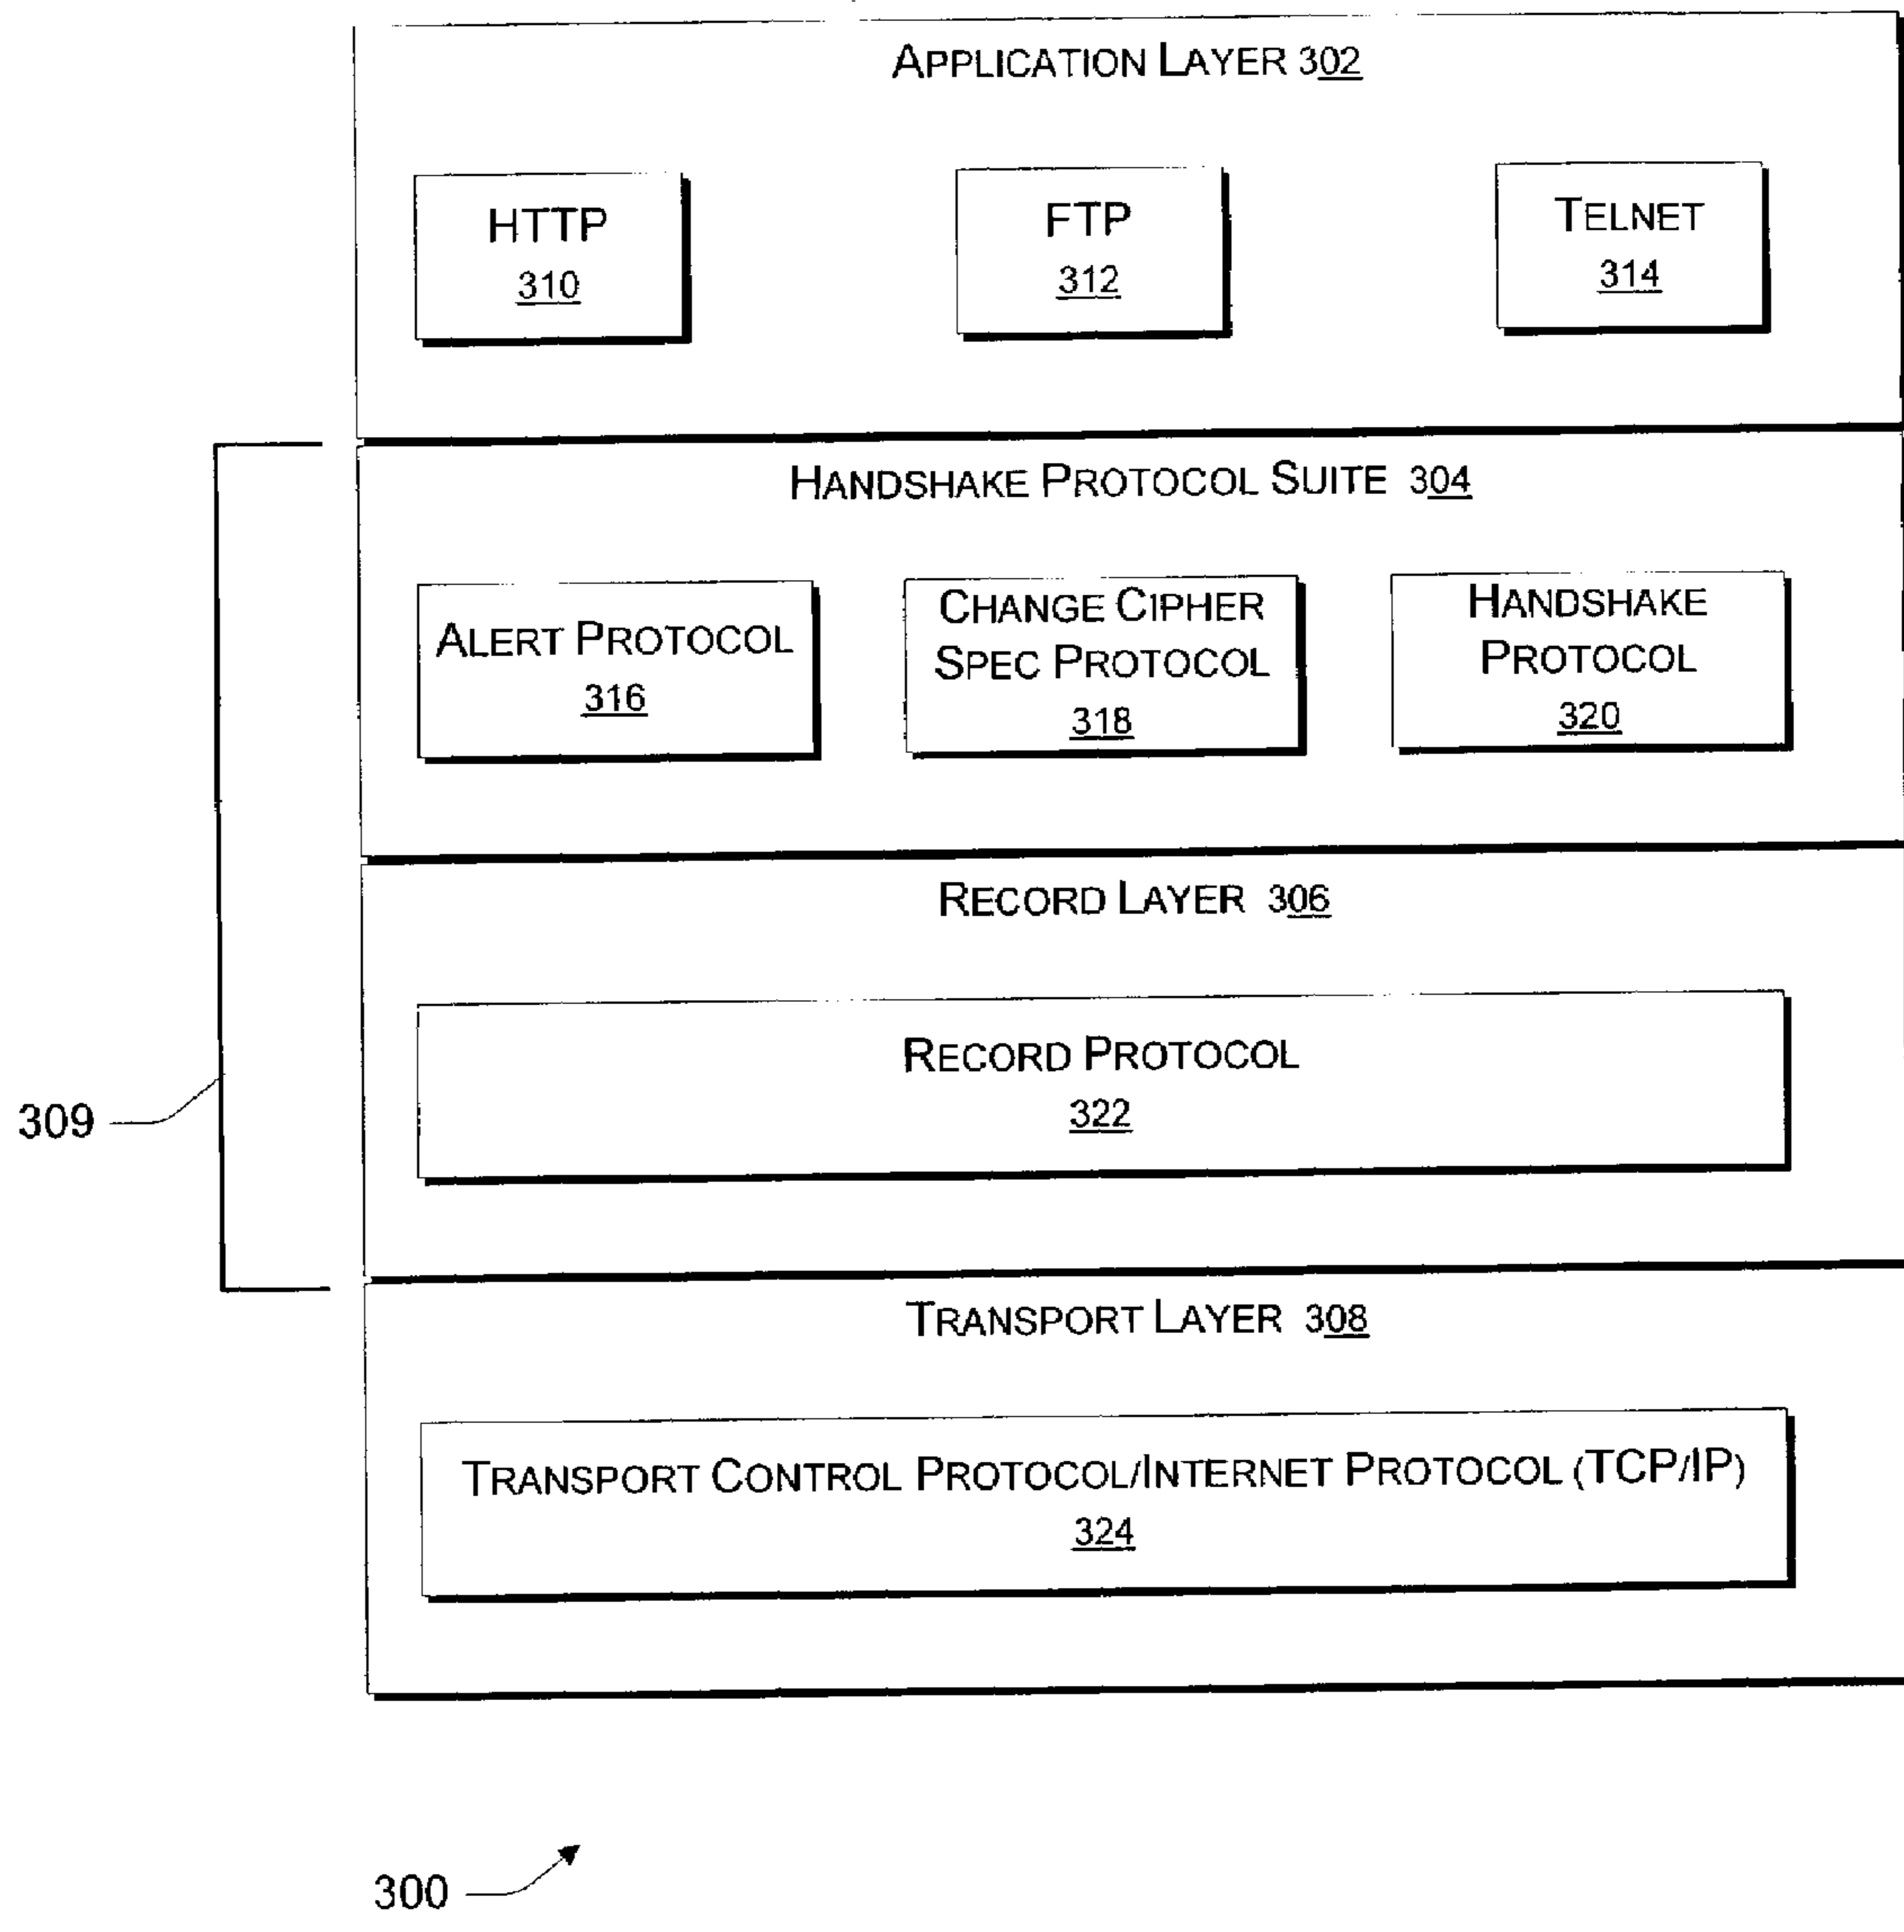 APPLICATION LAYER 302
HTTP
310
FTP
312
TELNET
314
HANDSHAKE PROTOCOL SUITE 304
ALERT PROTOCOL
316
CHANGE CIPHER
SPEC PROTOCOL
318
HANDSHAKE
PROTOCOL
320
RECORD LAYER 306
RECORD PROTOCOL
322
309
TRANSPORT LAYER 308
TRANSPORT CONTROL PROTOCOL/INTERNET PROTOCOL (TCP/IP)
324
300